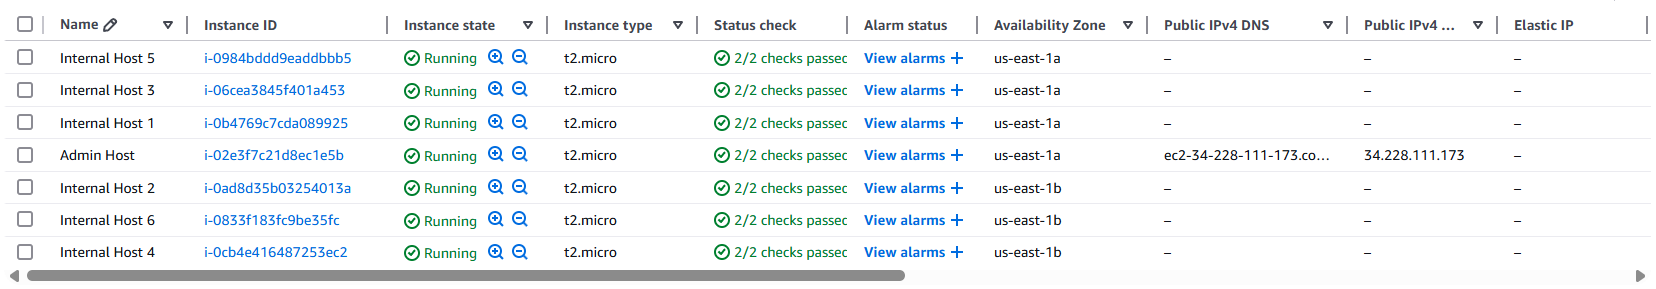 Name Instance ID Instance state Instance type Status check Alarm status Availability Zone Public IPv4 DNS Public IPv4 ... Elastic IP
Internal Host 5 i-0984bddd9eaddbbb5 Running t2.micro 2/2 checks passec View alarms + us-east-1a – – –
Internal Host 3 i-06cea3845f401a453 Running t2.micro 2/2 checks passec View alarms + us-east-1a – – –
Internal Host 1 i-0b4769c7cda089925 Running t2.micro 2/2 checks passec View alarms + us-east-1a – – –
Admin Host i-02e3f7c21d8ec1e5b Running t2.micro 2/2 checks passec View alarms + us-east-1a ec2-34-228-111-173.co... 34.228.111.173 –
Internal Host 2 i-0ad8d35b03254013a Running t2.micro 2/2 checks passec View alarms + us-east-1b – – –
Internal Host 6 i-0833f183fc9be35fc Running t2.micro 2/2 checks passec View alarms + us-east-1b – – –
Internal Host 4 i-0cb4e416487253ec2 Running t2.micro 2/2 checks passec View alarms + us-east-1b – – –